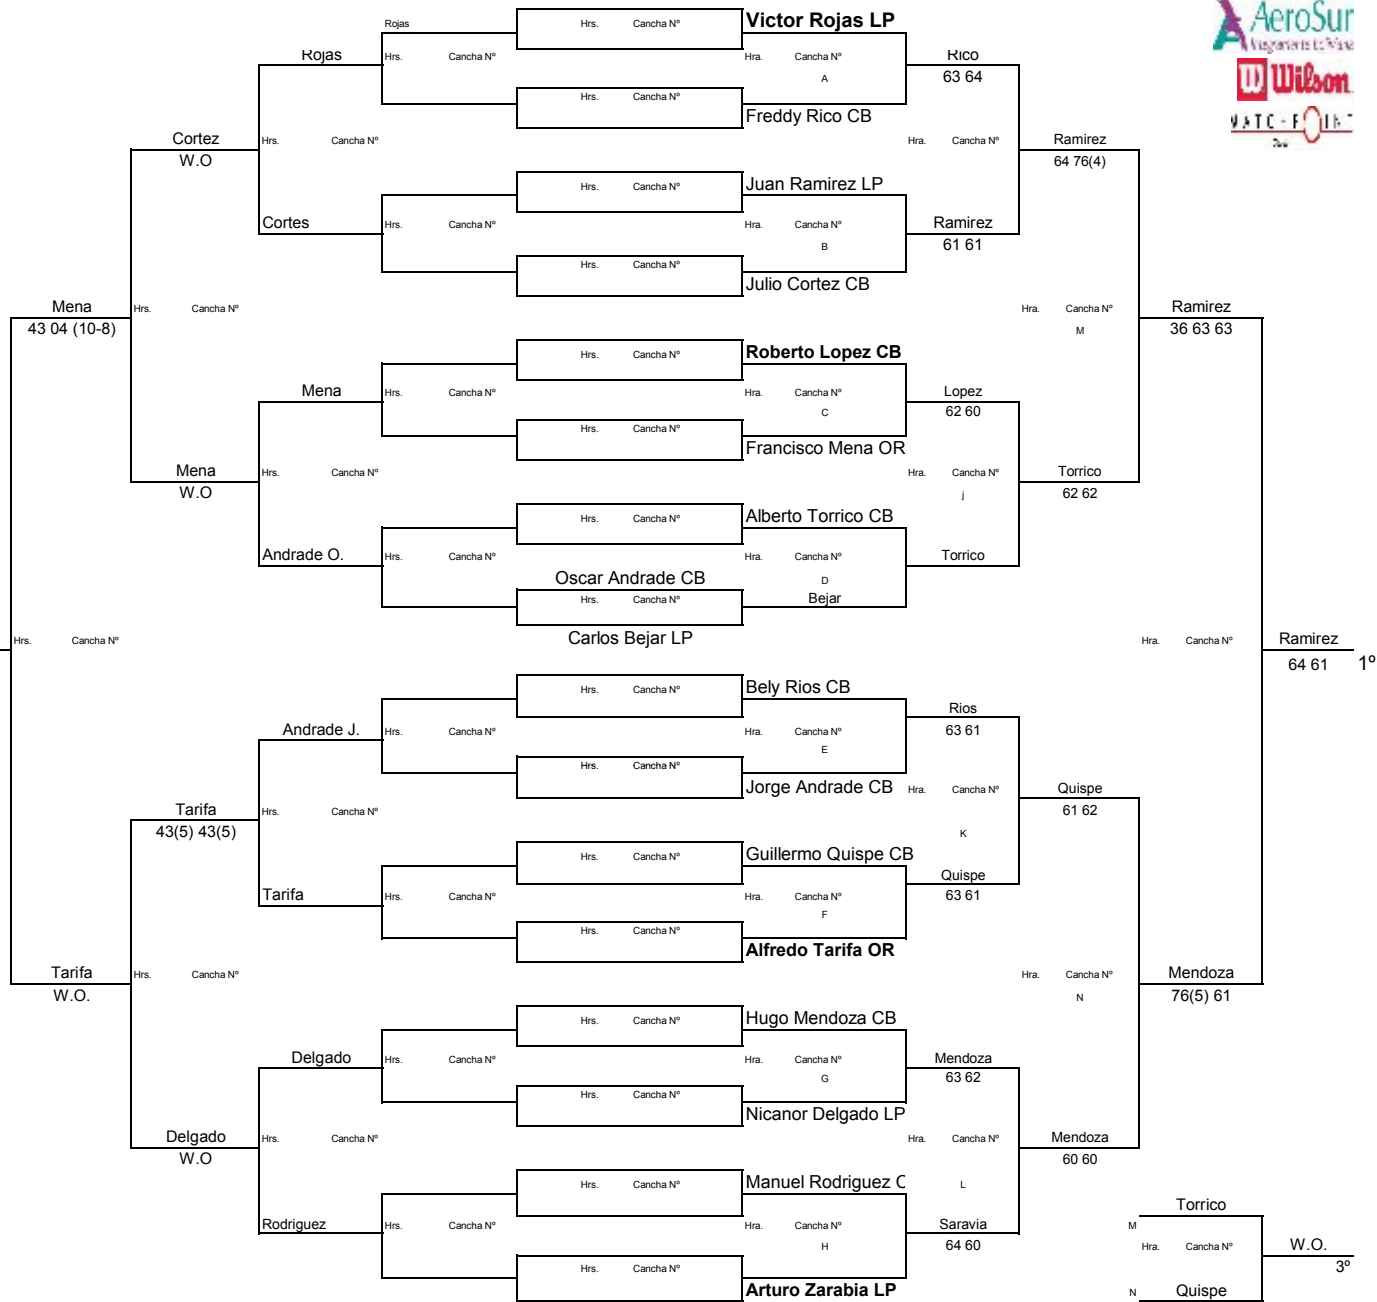 Rojas
Hrs. Cancha Nº
Victor Rojas LP
AeroSur
Rojas
Hrs. Cancha Nº
Hra. Cancha Nº
A
Rico
63 64
Wilson
Hrs. Cancha Nº
Freddy Rico CB
Cortez
W.O
Hrs. Cancha Nº
Hra. Cancha Nº
Ramirez
64 76(4)
Hrs. Cancha Nº
Juan Ramirez LP
Cortes
Hrs. Cancha Nº
Hra. Cancha Nº
B
Ramirez
61 61
Hrs. Cancha Nº
Julio Cortez CB
Mena
43 04 (10-8)
Hrs. Cancha Nº
Hra. Cancha Nº
M
Ramirez
36 63 63
Hrs. Cancha Nº
Roberto Lopez CB
Mena
Hrs. Cancha Nº
Hra. Cancha Nº
C
Lopez
62 60
Hrs. Cancha Nº
Francisco Mena OR
Mena
W.O
Hrs. Cancha Nº
Hra. Cancha Nº
j
Torrico
62 62
Hrs. Cancha Nº
Alberto Torrico CB
Andrade O.
Hrs. Cancha Nº
Hra. Cancha Nº
D
Torrico
Oscar Andrade CB
Hrs. Cancha Nº
Bejar
Carlos Bejar LP
Hrs. Cancha Nº
Hra. Cancha Nº
Ramirez
64 61 1º
Hrs. Cancha Nº
Bely Rios CB
Andrade J.
Hrs. Cancha Nº
Hra. Cancha Nº
E
Rios
63 61
Hrs. Cancha Nº
Jorge Andrade CB
Tarifa
43(5) 43(5)
Hrs. Cancha Nº
Hra. Cancha Nº
K
Quispe
61 62
Hrs. Cancha Nº
Guillermo Quispe CB
Tarifa
Hrs. Cancha Nº
Hra. Cancha Nº
F
Quispe
63 61
Hrs. Cancha Nº
Alfredo Tarifa OR
Tarifa
W.O.
Hrs. Cancha Nº
Hra. Cancha Nº
N
Mendoza
76(5) 61
Hrs. Cancha Nº
Hugo Mendoza CB
Delgado
Hrs. Cancha Nº
Hra. Cancha Nº
G
Mendoza
63 62
Hrs. Cancha Nº
Nicanor Delgado LP
Delgado
W.O
Hrs. Cancha Nº
Hra. Cancha Nº
L
Mendoza
60 60
Hrs. Cancha Nº
Manuel Rodriguez C
Rodriguez
Hrs. Cancha Nº
Hra. Cancha Nº
H
Saravia
64 60
Hrs. Cancha Nº
Arturo Zarabia LP
Torrico
M
Hra. Cancha Nº
W.O.
3º
N Quispe